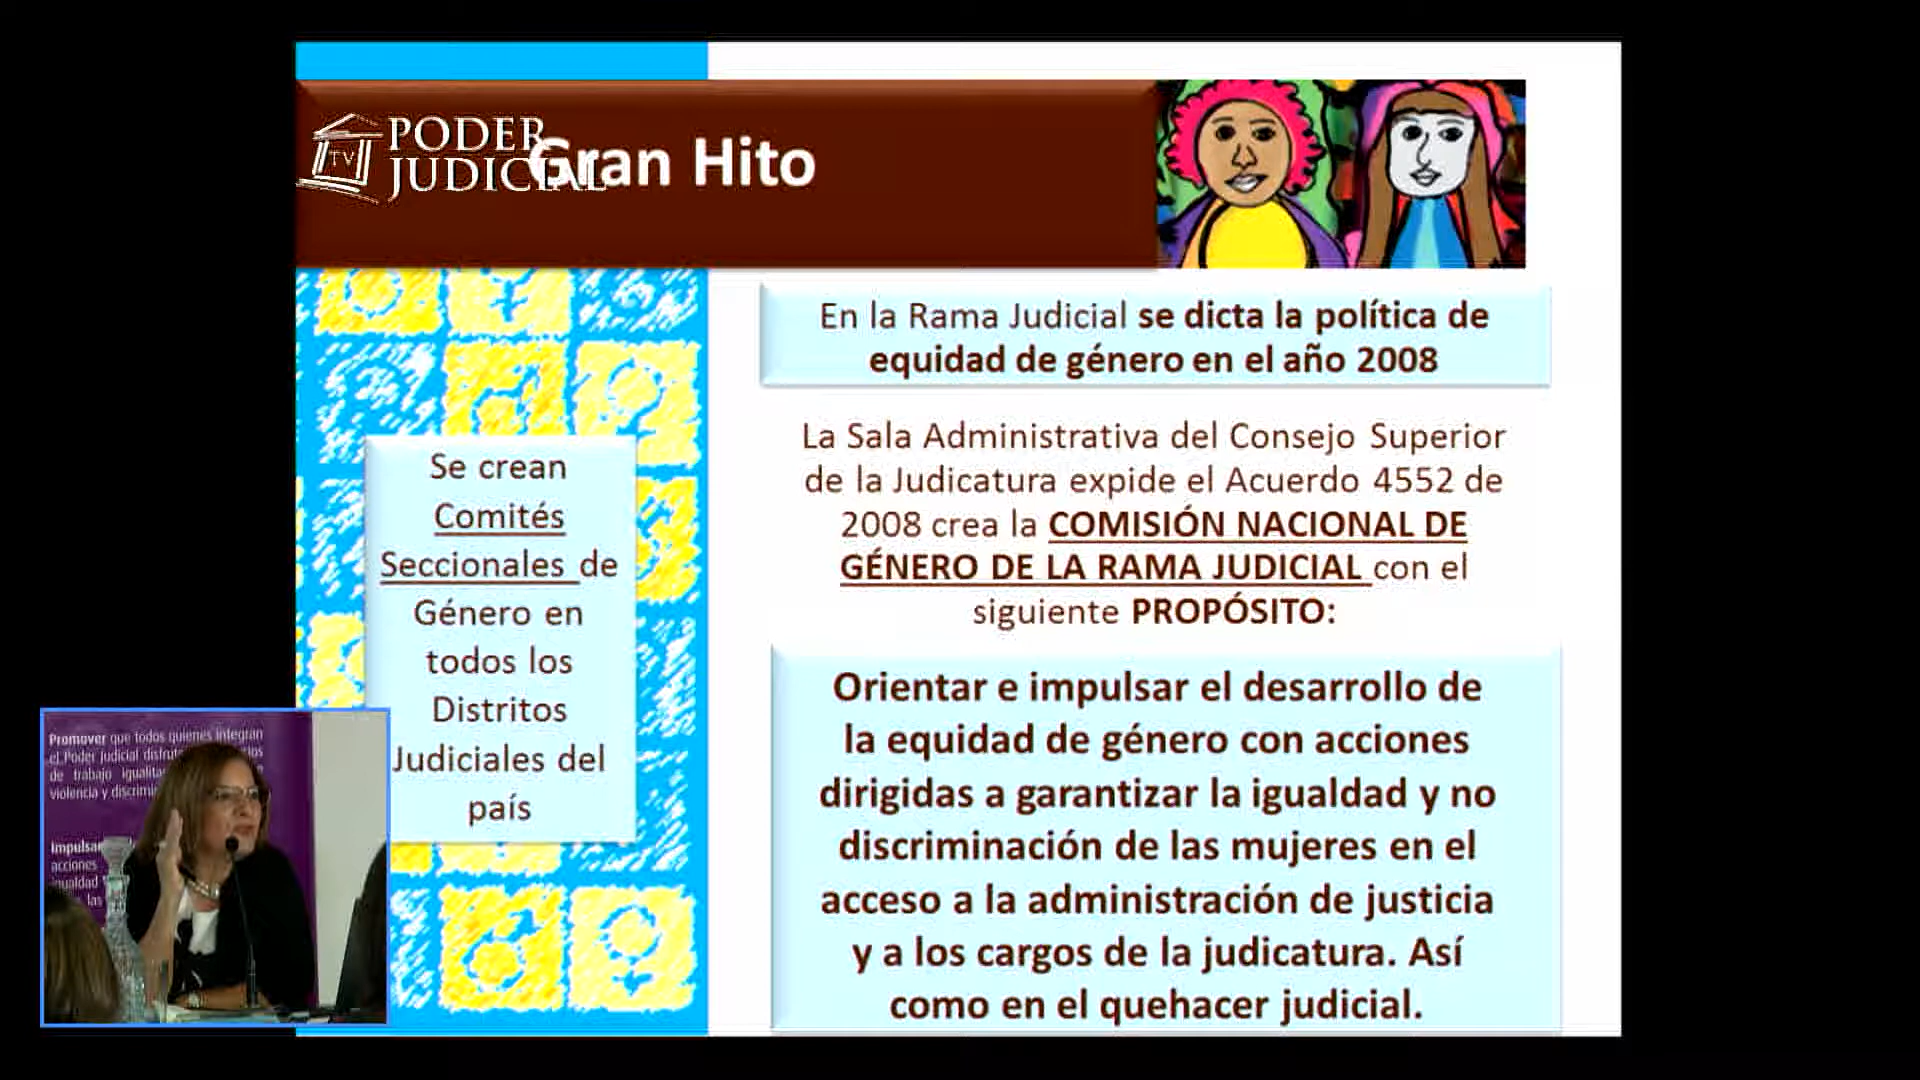 TV
PODER
JUDICIAL
Gran Hito
En la Rama Judicial se dicta la política de
equidad de género en el año 2008
La Sala Administrativa del Consejo Superior
de la Judicatura expide el Acuerdo 4552 de
2008 crea la COMISIÓN NACIONAL DE
GÉNERO DE LA RAMA JUDICIAL con el
siguiente PROPÓSITO:
Orientar e impulsar el desarrollo de
la equidad de género con acciones
dirigidas a garantizar la igualdad y no
discriminación de las mujeres en el
acceso a la administración de justicia
y a los cargos de la judicatura. Así
como en el quehacer judicial.
Se crean
Comités
Seccionales de
Género en
todos los
Distritos
Judiciales del
país
Promover que todos quienes integran
el Poder Judicial
de trabajo
violencia y
acciones
las